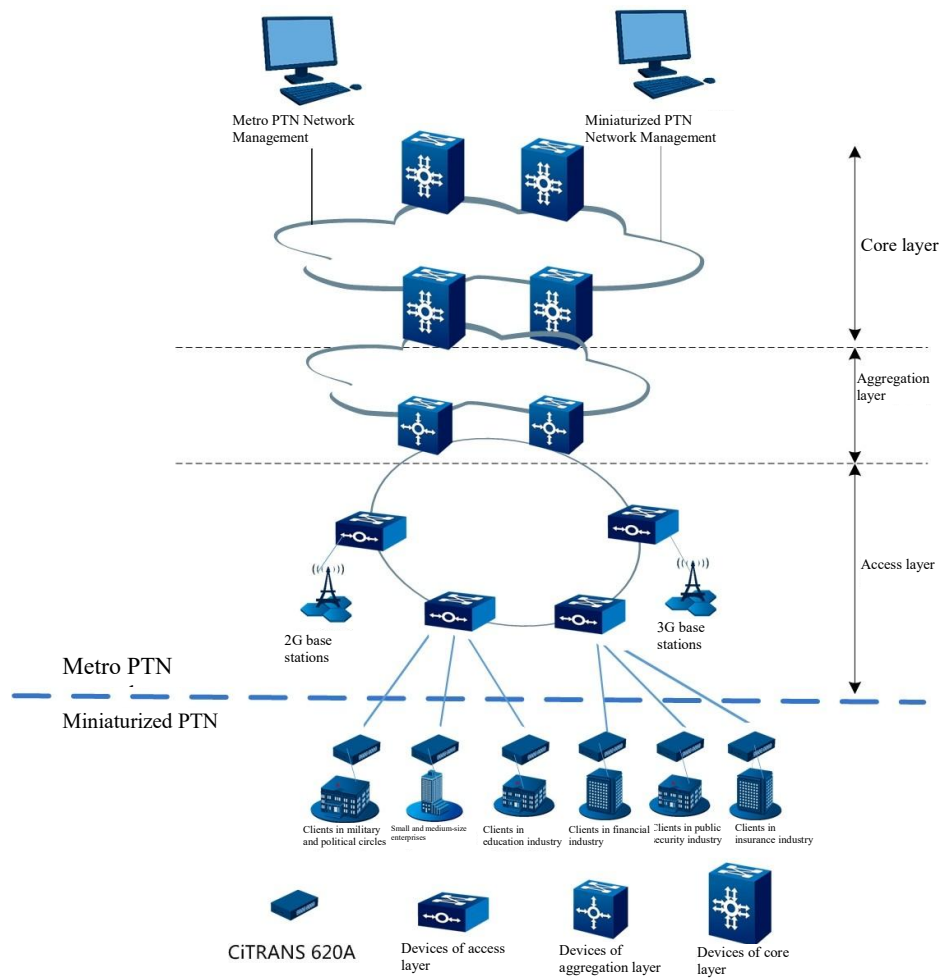 Metro PTN Network
Management
Miniaturized PTN
Network Management
Core layer
Aggregation
layer
Access layer
2G base
stations
3G base
stations
Metro PTN
Miniaturized PTN
Clients in military
and political circles
Small and medium-size
enterprises
Clients in
education industry
Clients in financial
industry
Clients in public
security industry
Clients in
insurance industry
CiTRANS 620A
Devices of access
layer
Devices of
aggregation layer
Devices of core
layer